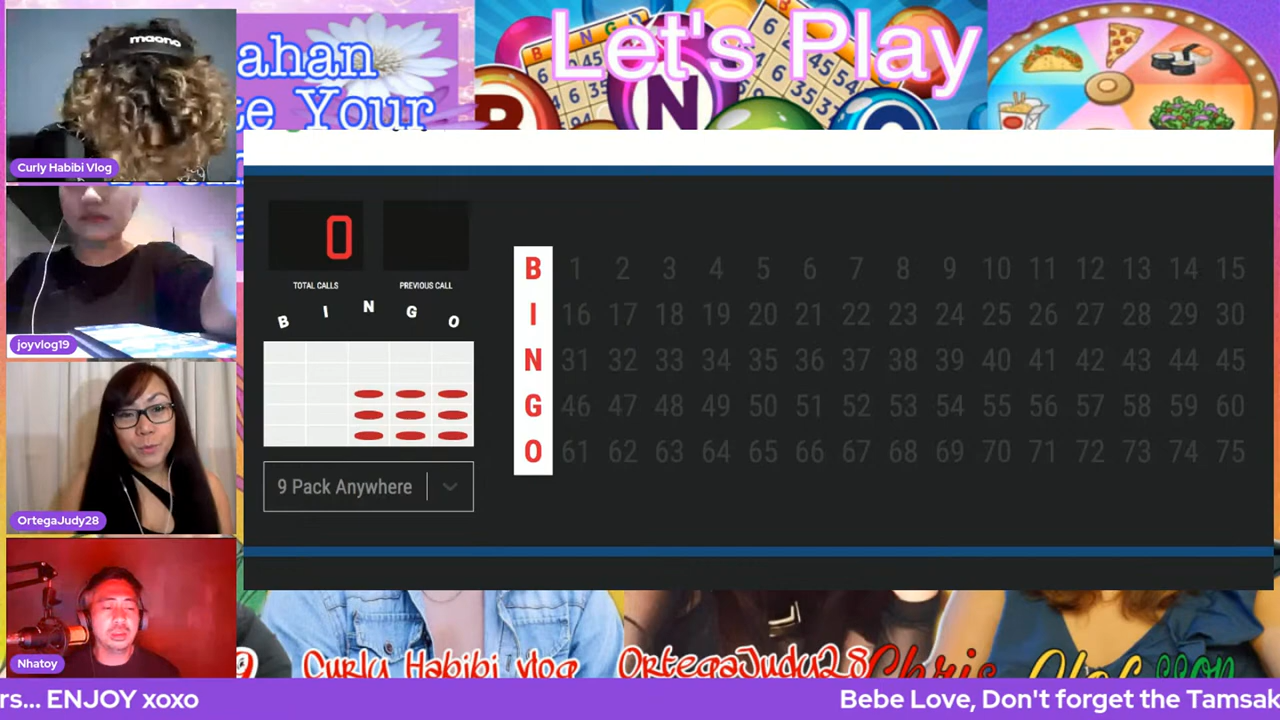 maono
Curly Habibi Vlog
joyvlog19
OrtegaJudy28
Nhatoy
ahan
te Your
Let's Play
N
0
TOTAL CALLS
PREVIOUS CALL
B I N G O
9 Pack Anywhere
B 1 2 3 4 5 6 7 8 9 10 11 12 13 14 15
I 16 17 18 19 20 21 22 23 24 25 26 27 28 29 30
N 31 32 33 34 35 36 37 38 39 40 41 42 43 44 45
G 46 47 48 49 50 51 52 53 54 55 56 57 58 59 60
O 61 62 63 64 65 66 67 68 69 70 71 72 73 74 75
Curly Habibi vlog
OrtegaJudy28
Chris
rs... ENJOY xoxo
Bebe Love, Don't forget the Tamsak